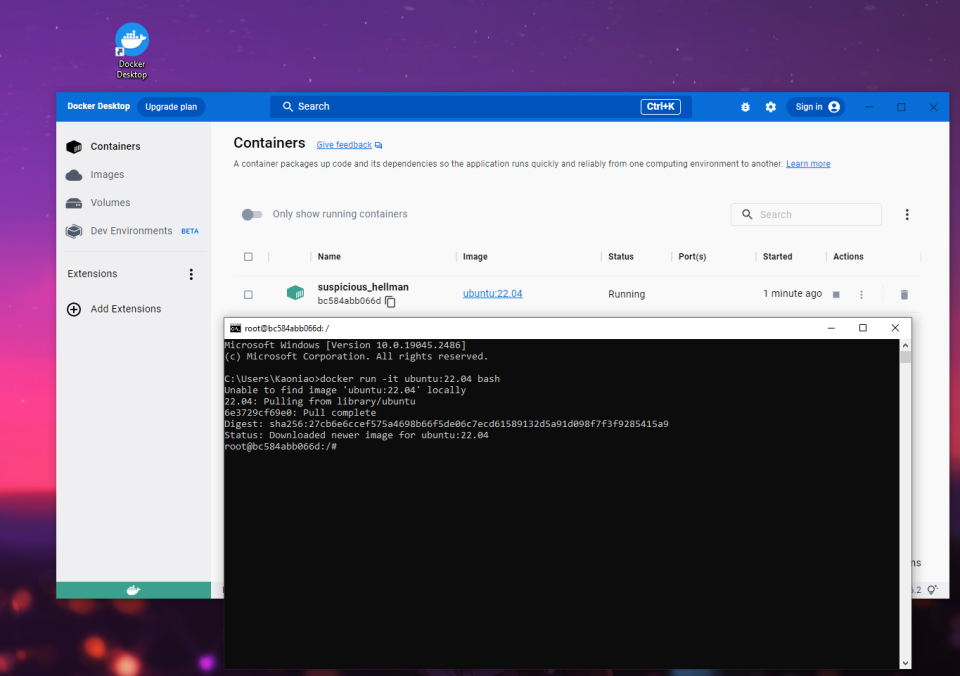 Docker
Desktop
Docker Desktop Upgrade plan Search Ctrl+K Sign in
Containers
Images
Volumes
Dev Environments BETA
Extensions
Add Extensions
Containers Give feedback
A container packages up code and its dependencies so the application runs quickly and reliably from one computing environment to another. Learn more
Only show running containers Search
Name Image Status Port(s) Started Actions
suspicious_hellman
bc584abb066d
ubuntu:22.04 Running 1 minute ago
root@bc584abb066d: /
Microsoft Windows [Version 10.0.19045.2486]
(c) Microsoft Corporation. All rights reserved.
C:\Users\Kaoniao>docker run -it ubuntu:22.04 bash
Unable to find image 'ubuntu:22.04' locally
22.04: Pulling from library/ubuntu
6e3729cf69e0: Pull complete
Digest: sha256:27cb6e6ccef575a4698b66f5de06c7ecd61589132d5a91d098f7f3f9285415a9
Status: Downloaded newer image for ubuntu:22.04
root@bc584abb066d:/#